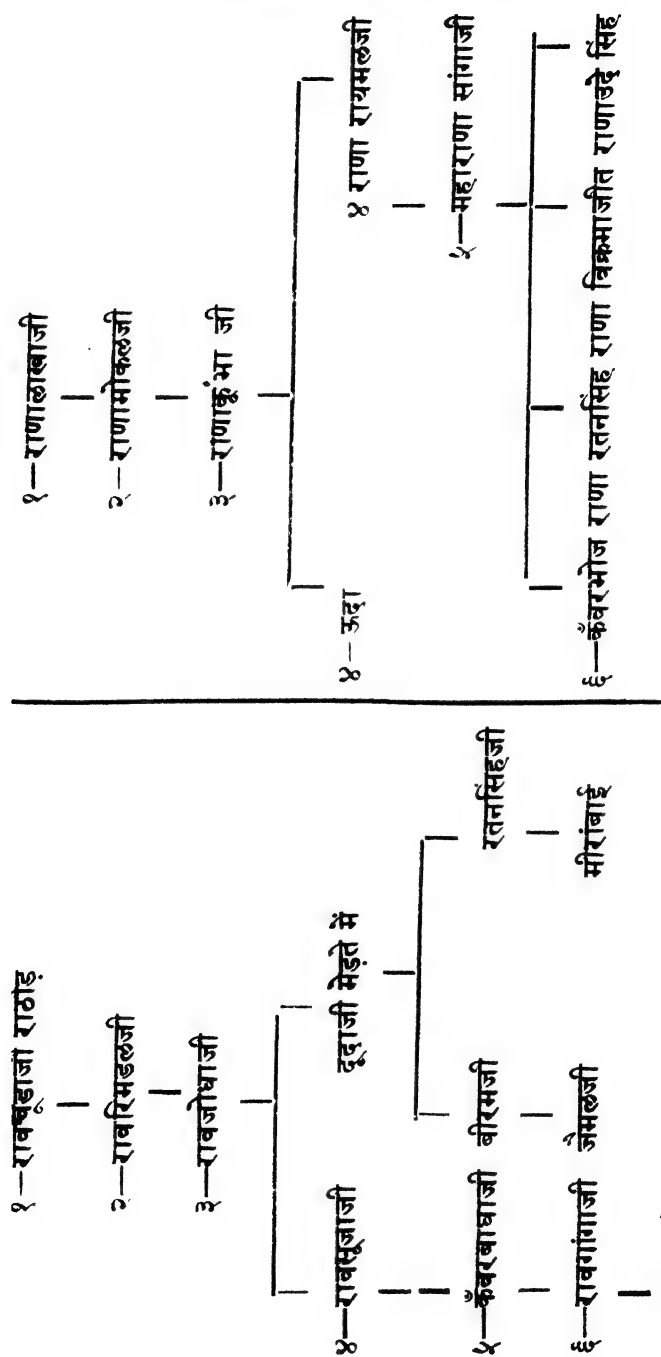 १—रावचूडाजी राठोड़
२—रावरिमडलजी
३—रावजोधाजी
४—रावसूजाजी दूदाजी मेड़ते में
५—कँवरबाघाजी वीरमजी रतनसिंहजी
६—रावगांगाजी जैमलजी मीरांबाई
१—राणालाखाजी
२—राणामोकलजी
३—राणाकूंभा जी
४—ऊदा ४ राणा रायमलजी
५—महाराणा सांगाजी
६—कँवरभोज राणा रतनसिंह राणा विक्रमाजीत राणाउदे सिंह